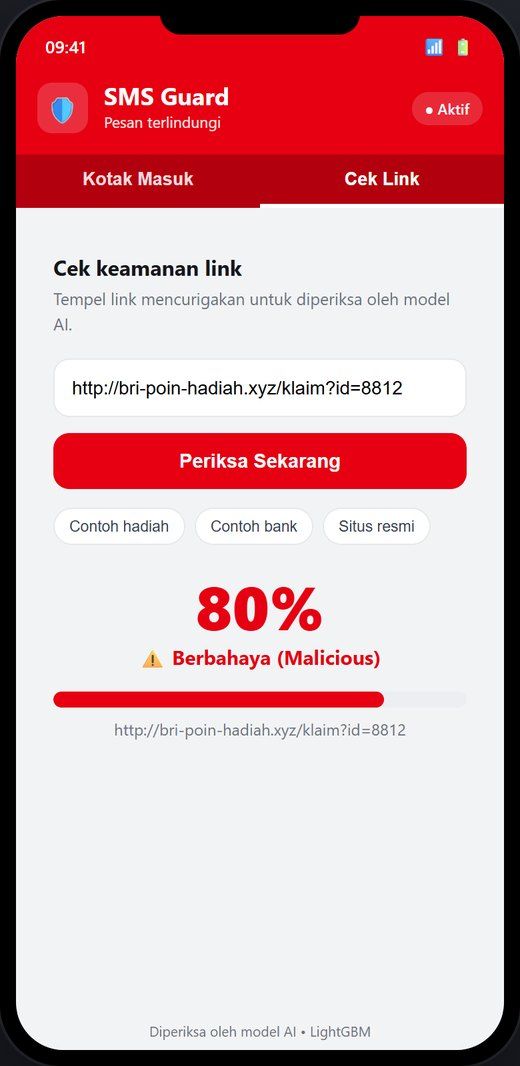 09:41
SMS Guard
Pesan terlindungi
● Aktif
Kotak Masuk
Cek Link
Cek keamanan link
Tempel link mencurigakan untuk diperiksa oleh model
AI.
http://bri-poin-hadiah.xyz/klaim?id=8812
Periksa Sekarang
Contoh hadiah
Contoh bank
Situs resmi
80%
Berbahaya (Malicious)
http://bri-poin-hadiah.xyz/klaim?id=8812
Diperiksa oleh model AI • LightGBM